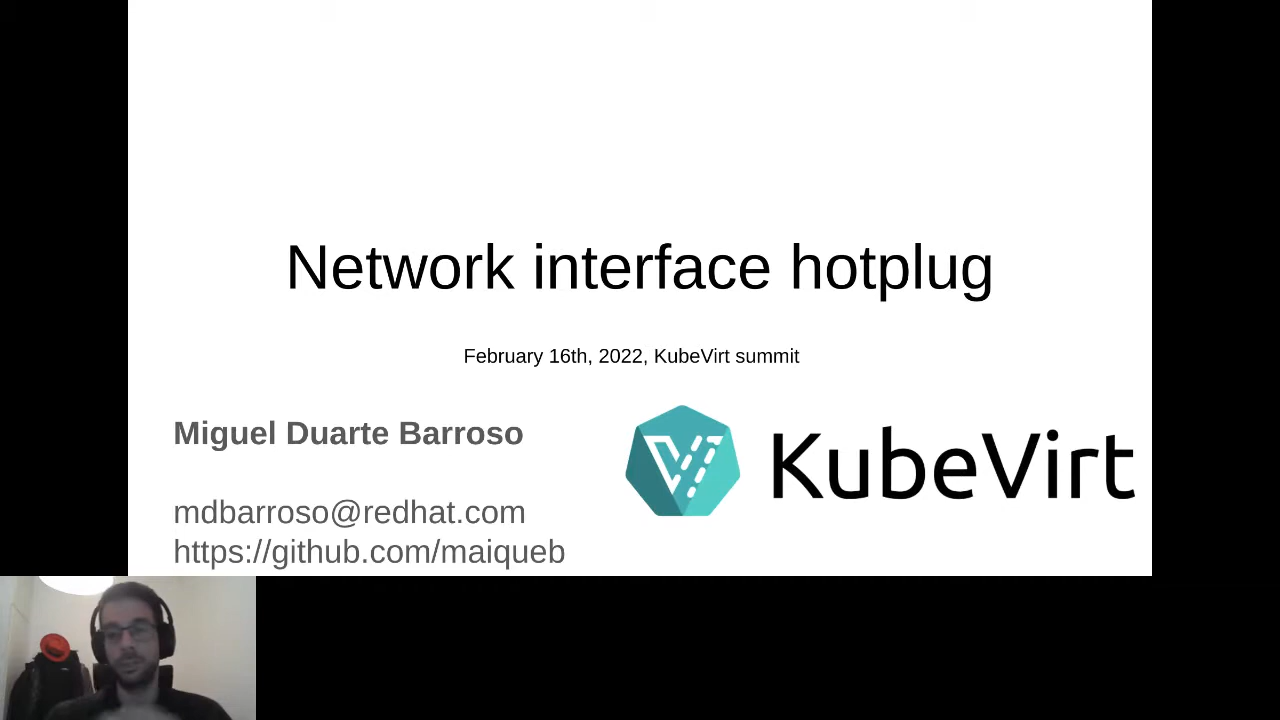 Network interface hotplug
February 16th, 2022, KubeVirt summit
Miguel Duarte Barroso
KubeVirt
mdbarroso@redhat.com
https://github.com/maiqueb